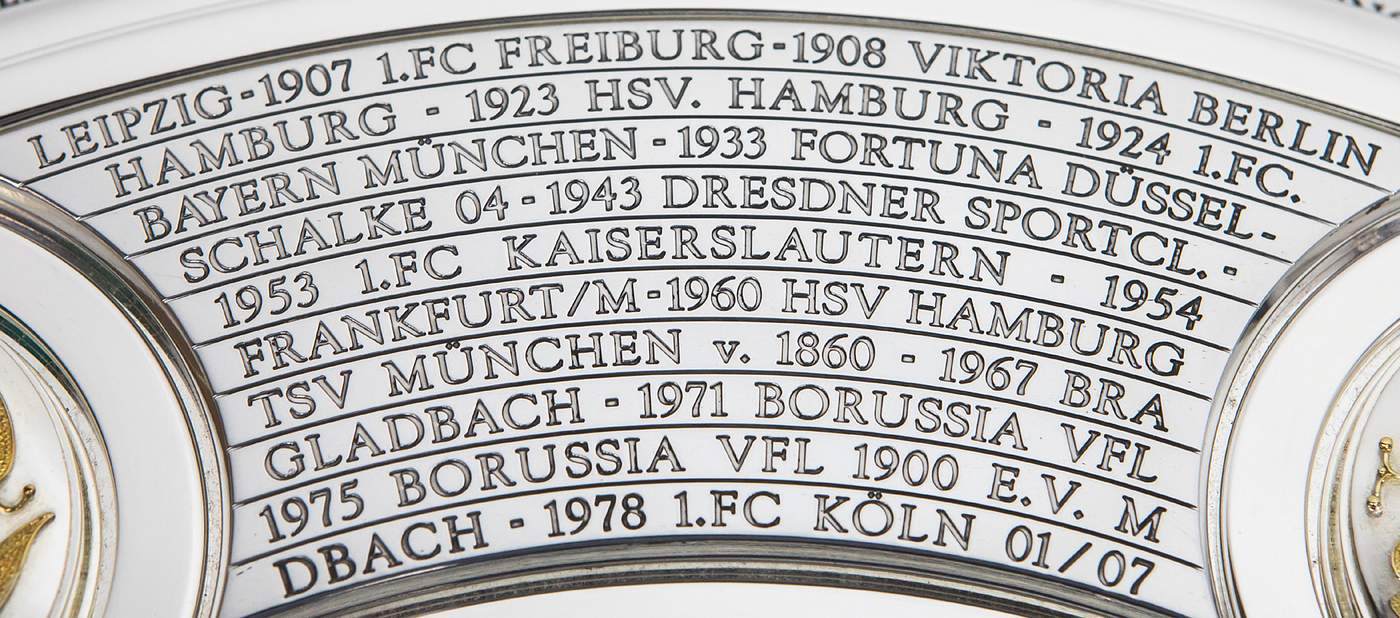 LEIPZIG-1907 1.FC FREIBURG-1908 VIKTORIA BERLIN
HAMBURG - 1923 HSV. HAMBURG - 1924 1.FC.
BAYERN MÜNCHEN - 1933 FORTUNA DÜSSEL-
SCHALKE 04 - 1943 DRESDNER SPORTCL. -
1953 1.FC KAISERSLAUTERN - 1954
FRANKFURT/M-1960 HSV HAMBURG
TSV MÜNCHEN v. 1860 - 1967 BRA
GLADBACH - 1971 BORUSSIA VFL
1975 BORUSSIA VFL 1900 E.V. M
DBACH - 1978 1.FC KÖLN 01/07